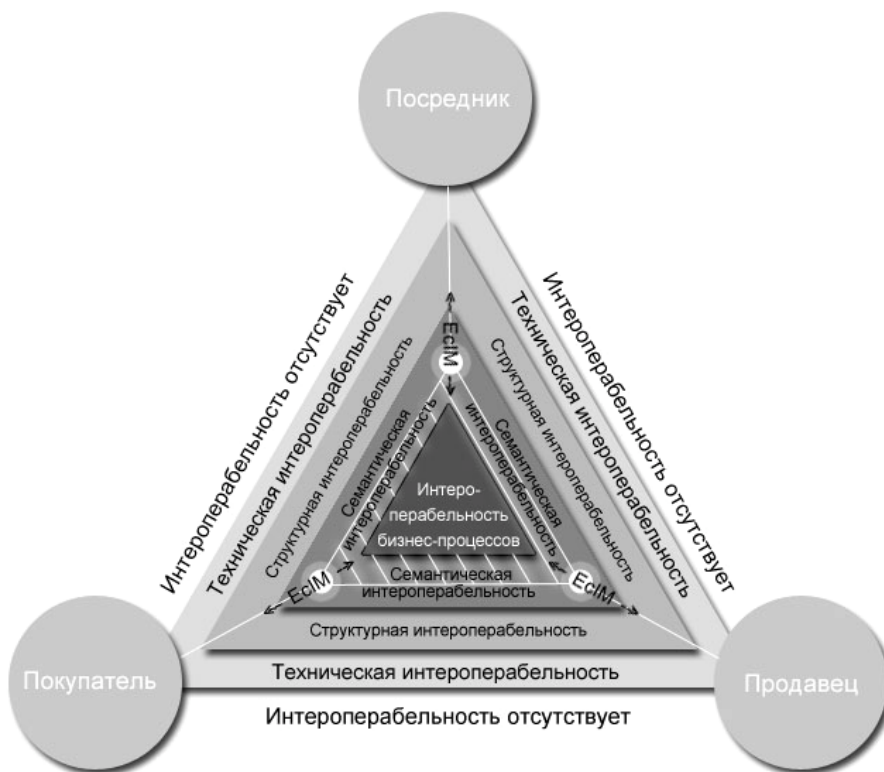 Посредник
Интероперабельность отсутствует
Техническая интероперабельность
Структурная интероперабельность
Семантическая
интероперабельность
EcIM
Интероперабельность отсутствует
Техническая интероперабельность
Структурная интероперабельность
Семантическая
интероперабельность
Интеро-
перабельность
бизнес-процессов
EcIM
Семантическая
интероперабельность
EcIM
Структурная интероперабельность
Покупатель
Техническая интероперабельность
Продавец
Интероперабельность отсутствует